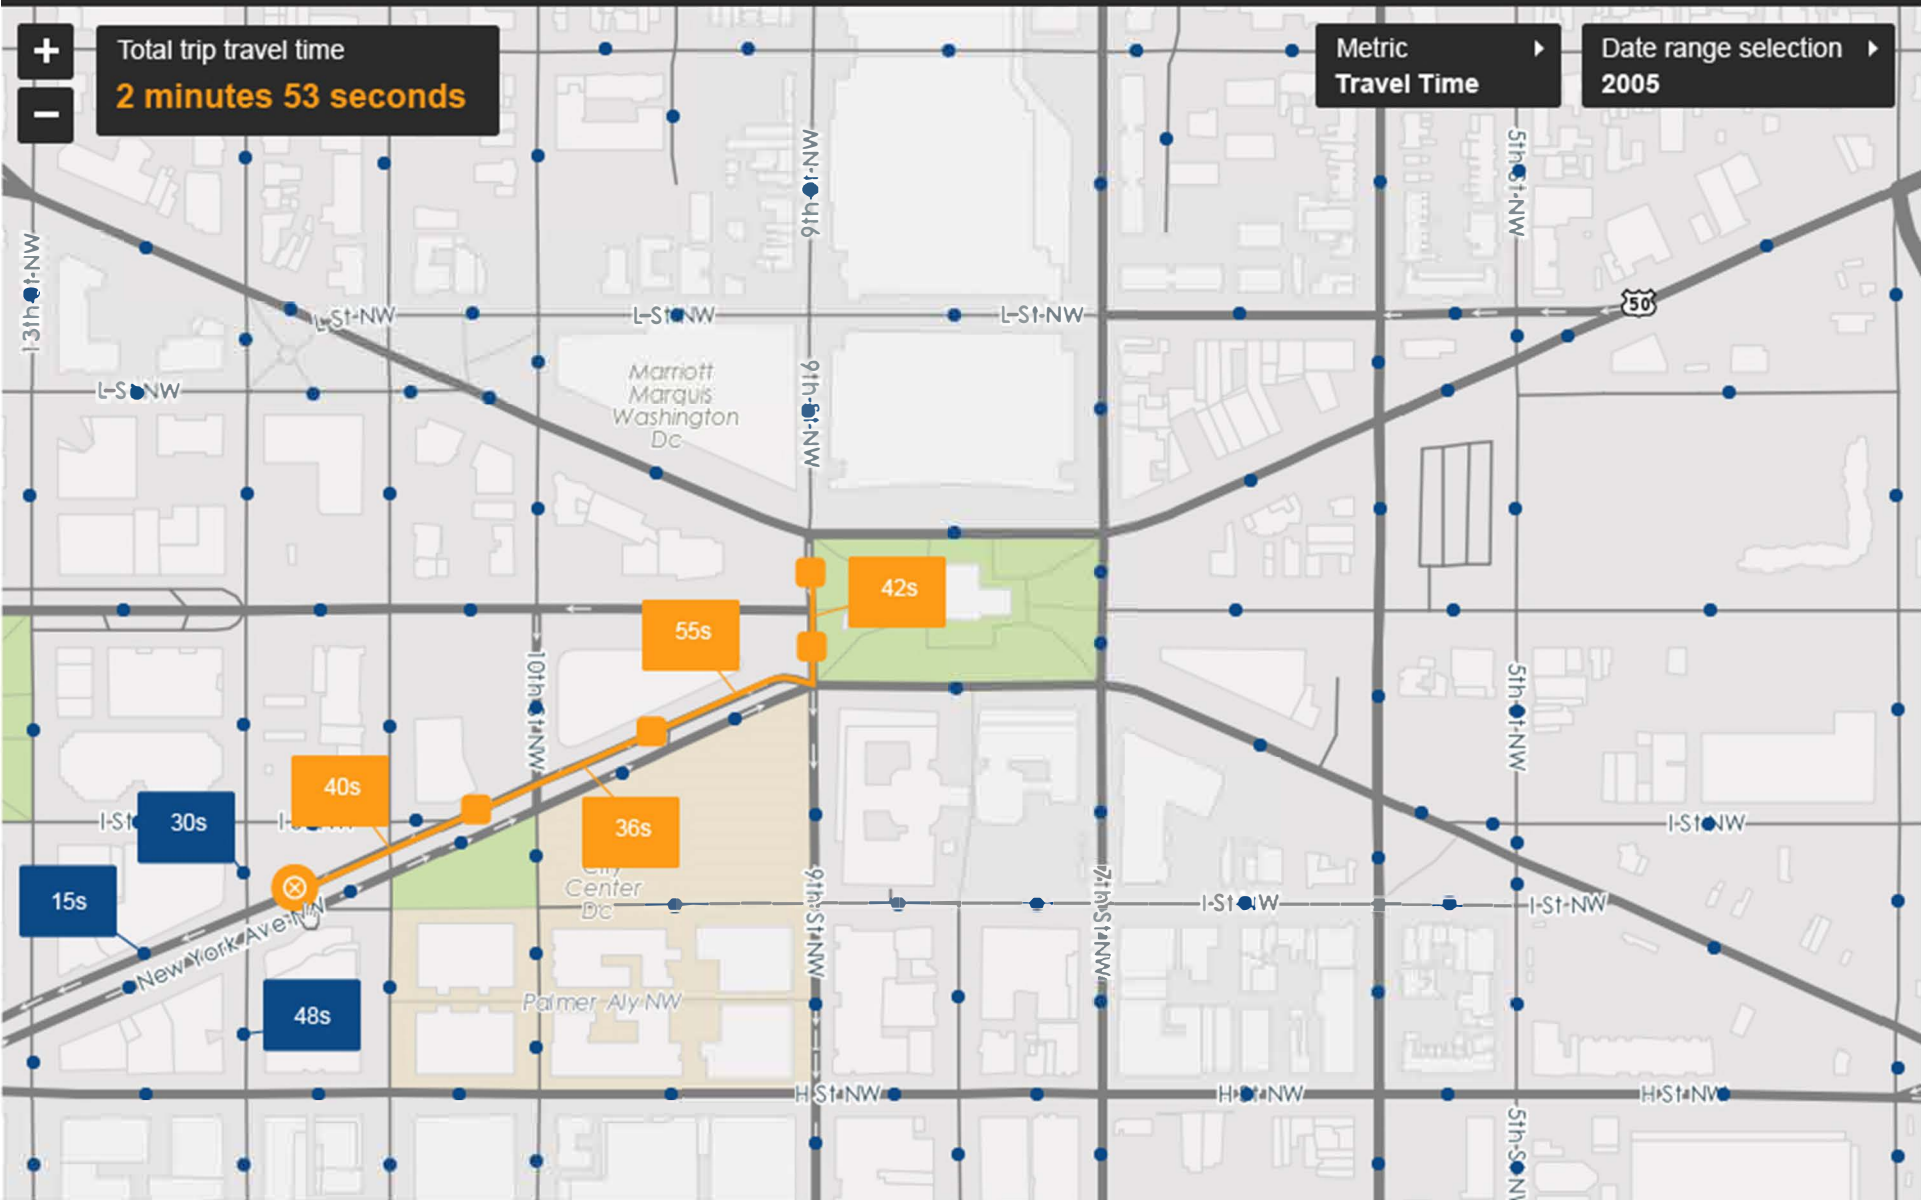 +
Total trip travel time
2 minutes 53 seconds
−
Metric
Travel Time
Date range selection
2005
9th St NW
5th St NW
13th St NW
50
L St NW
L St NW
L St NW
L St NW
Marriott
Marquis
Washington
Dc
9th St NW
42s
55s
10th St NW
5th St NW
40s
30s
I St
36s
I St NW
City
Center
Dc
15s
9th St NW
7th St NW
I St NW
I St NW
New York Ave NW
Palmer Aly NW
48s
H St NW
H St NW
H St NW
5th St NW